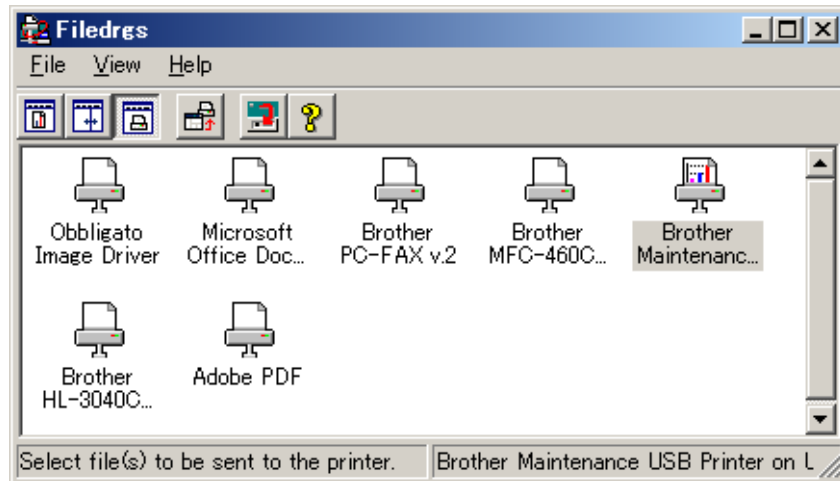 Filedrgs
File View Help
Obbligato
Image Driver
Microsoft
Office Doc...
Brother
PC-FAX v.2
Brother
MFC-460C...
Brother
Maintenanc...
Brother
HL-3040C...
Adobe PDF
Select file(s) to be sent to the printer.
Brother Maintenance USB Printer on